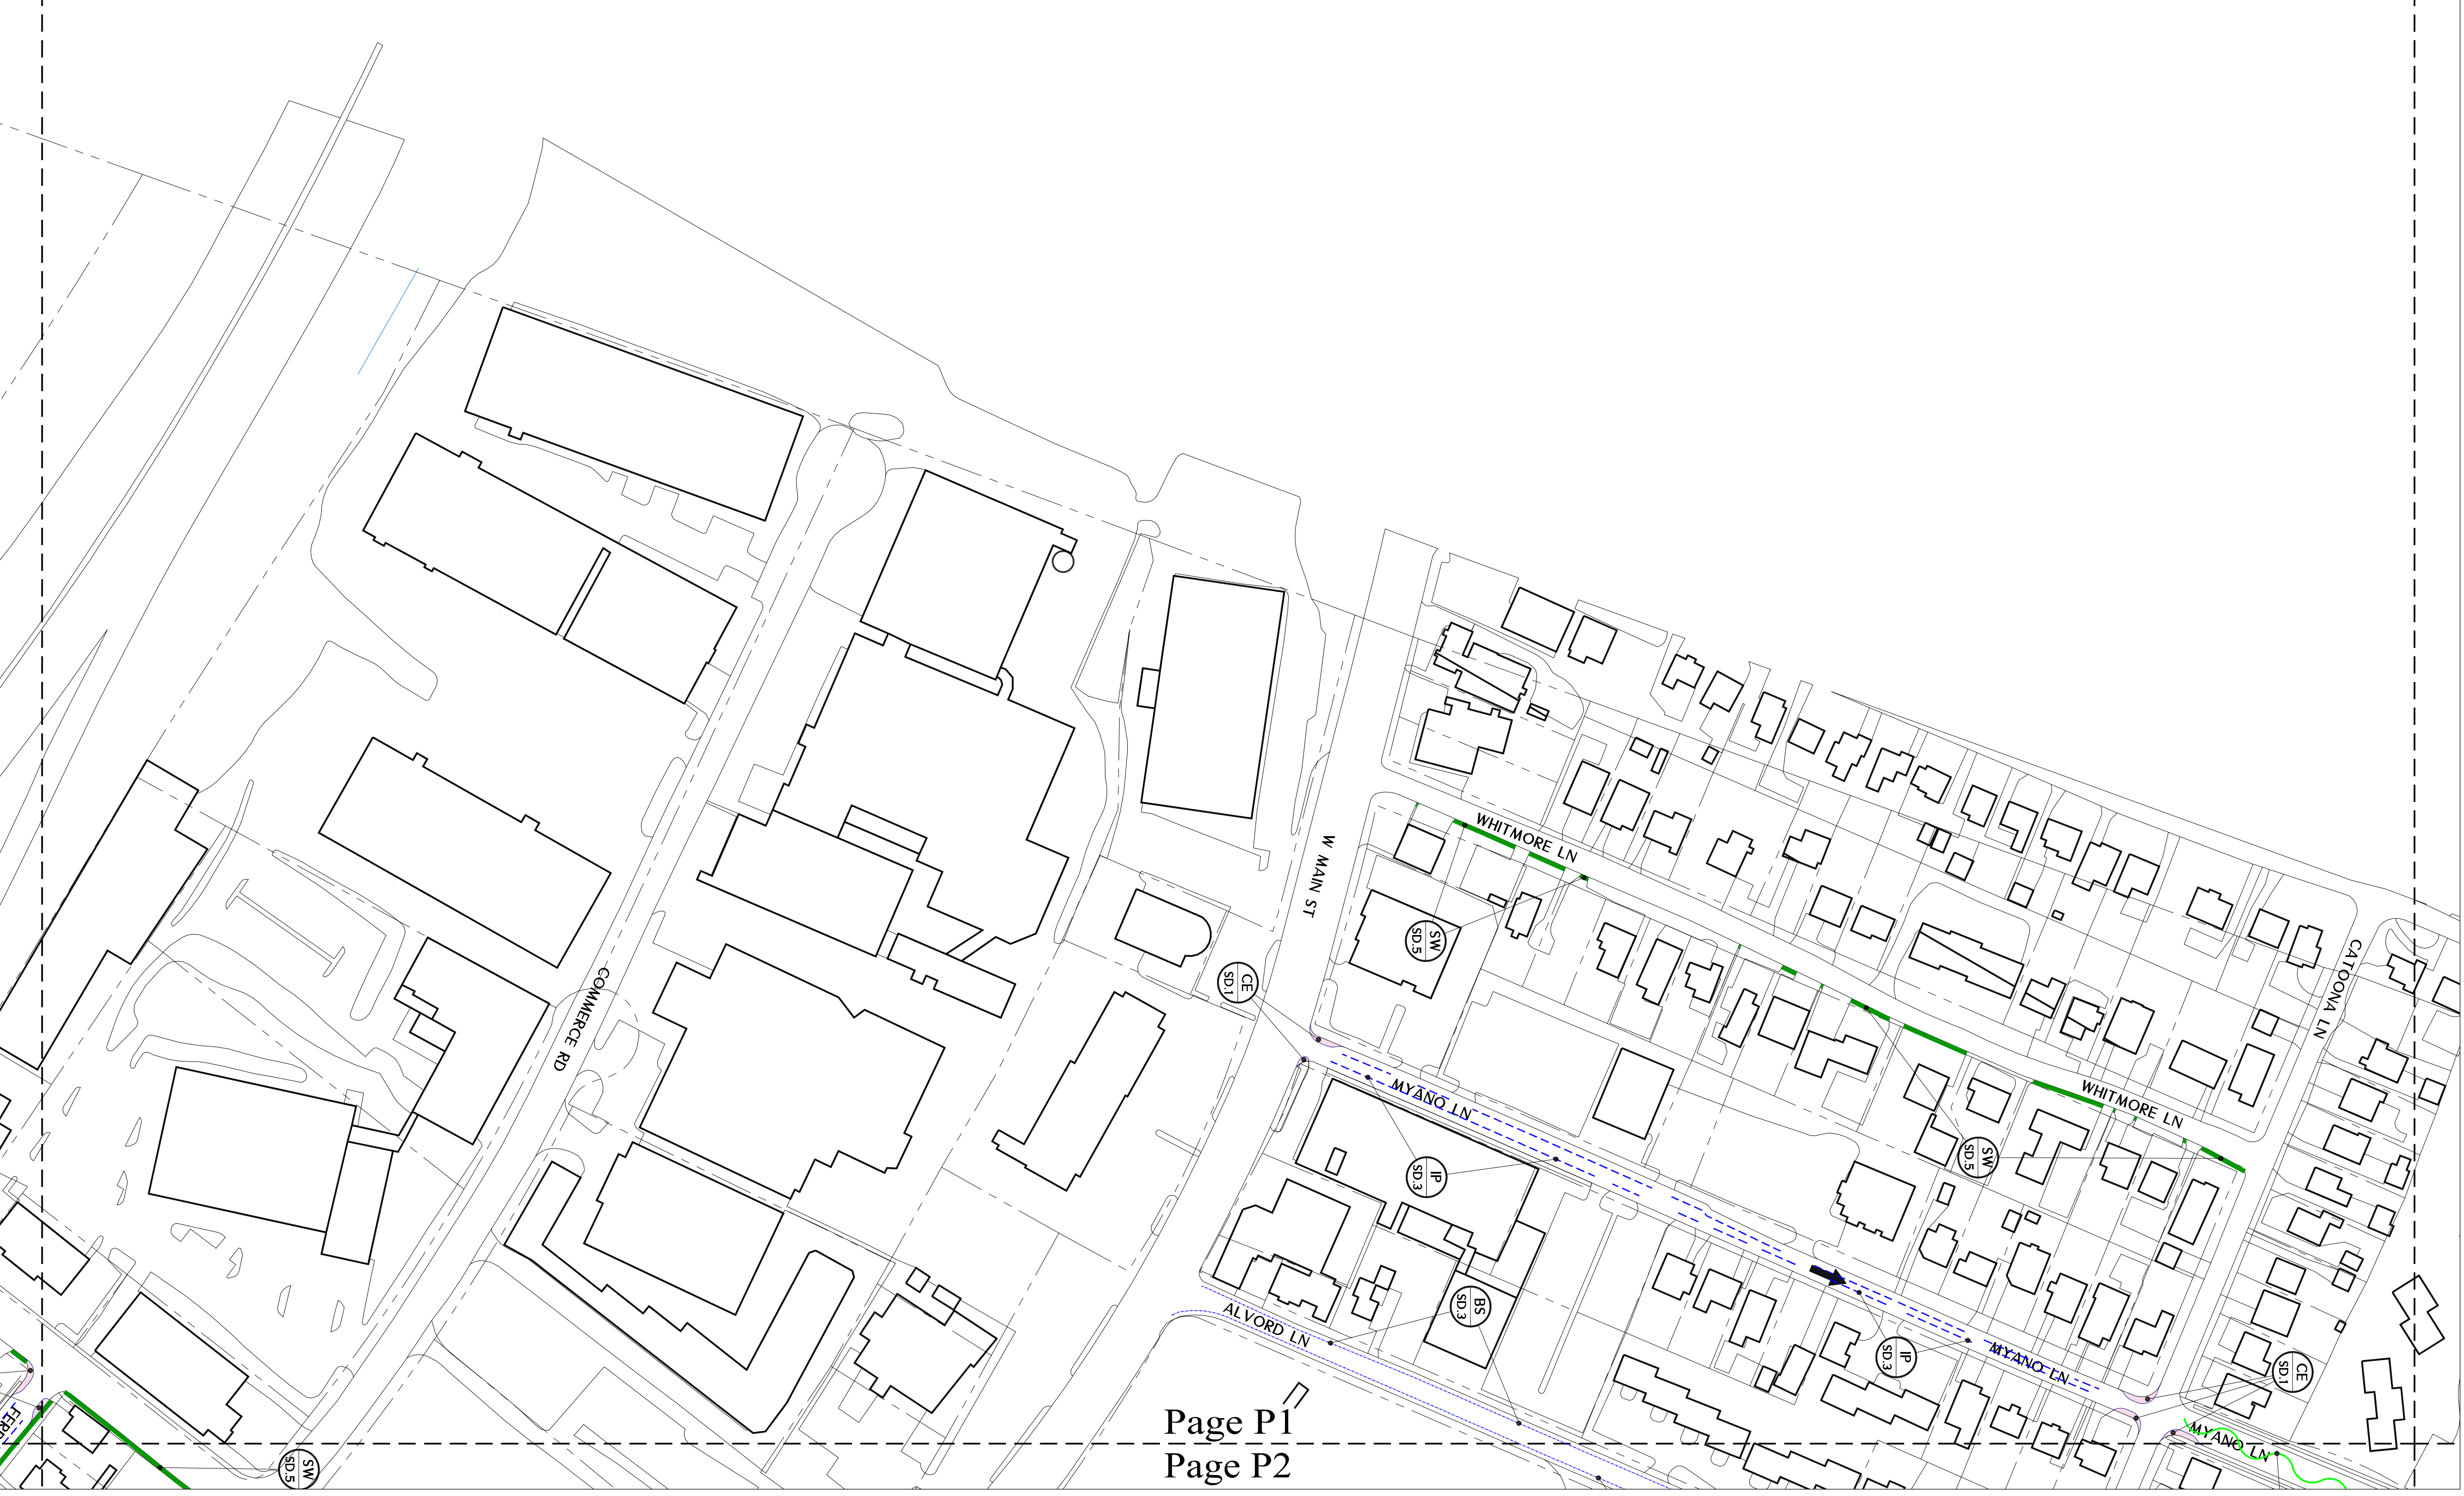 WHITMORE LN
W MAIN ST
SW
SD.5
CATOONA LN
CE
SD.1
COMMERCE RD
MYANO LN
WHITMORE LN
SW
SD.5
IP
SD.3
BS
SD.3
ALVORD LN
IP
SD.3
MYANO LN
CE
SD.1
Page P1
MYANO LN
Page P2
SW
SD.5